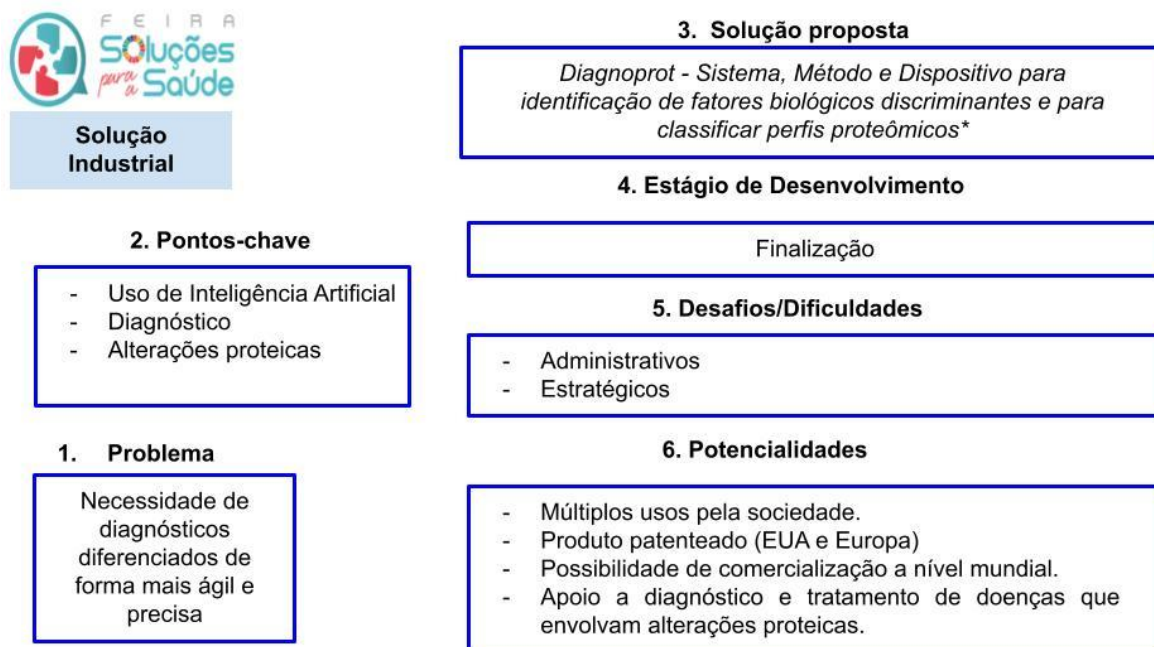 FEIRA
SOluções
para a Saúde
Solução
Industrial
2. Pontos-chave
- Uso de Inteligência Artificial
- Diagnóstico
- Alterações proteicas
1. Problema
Necessidade de
diagnósticos
diferenciados de
forma mais ágil e
precisa
3. Solução proposta
Diagnoprot - Sistema, Método e Dispositivo para
identificação de fatores biológicos discriminantes e para
classificar perfis proteômicos*
4. Estágio de Desenvolvimento
Finalização
5. Desafios/Dificuldades
- Administrativos
- Estratégicos
6. Potencialidades
- Múltiplos usos pela sociedade.
- Produto patenteado (EUA e Europa)
- Possibilidade de comercialização a nível mundial.
- Apoio a diagnóstico e tratamento de doenças que
envolvam alterações proteicas.